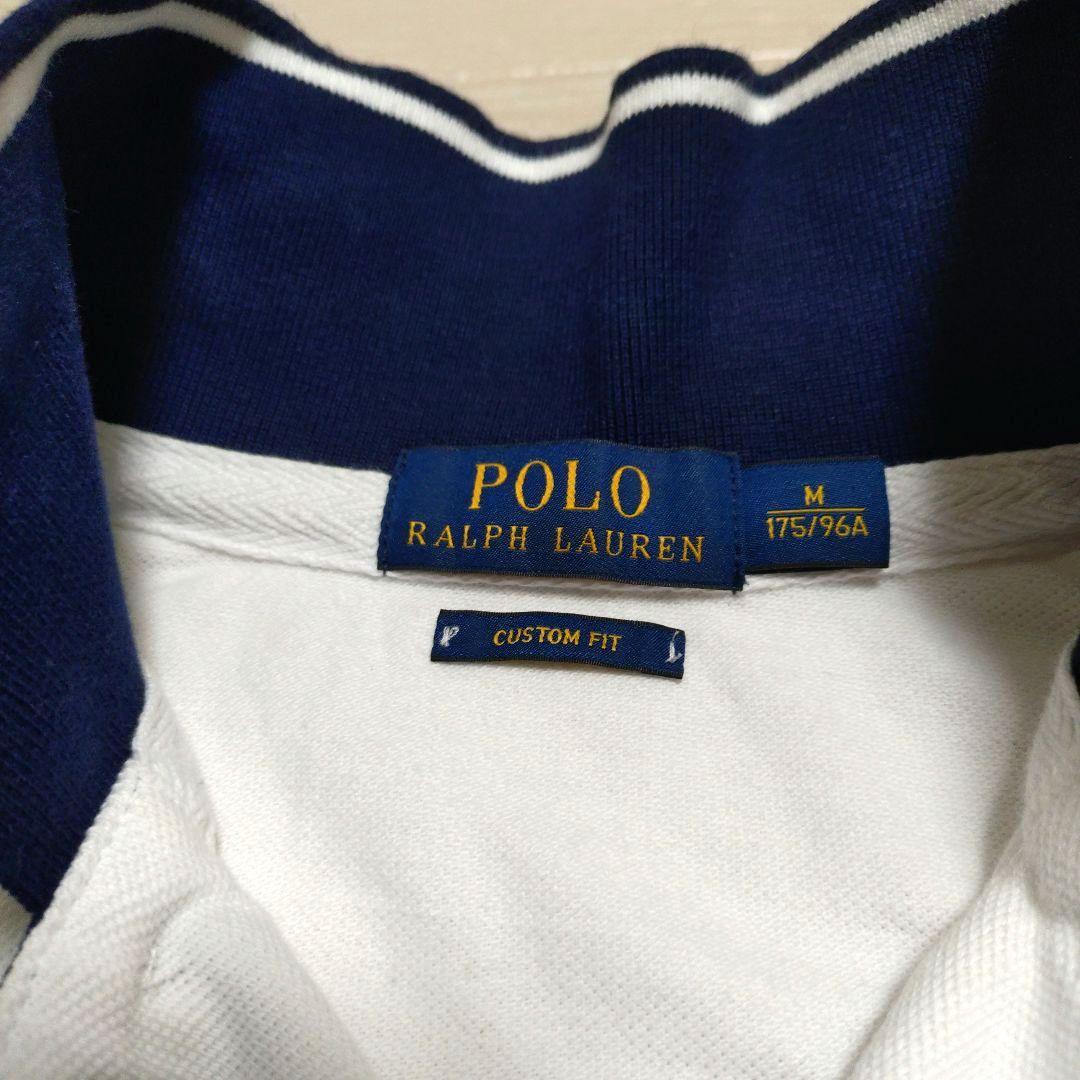 POLO
RALPH LAUREN
M
175/96A
CUSTOM FIT